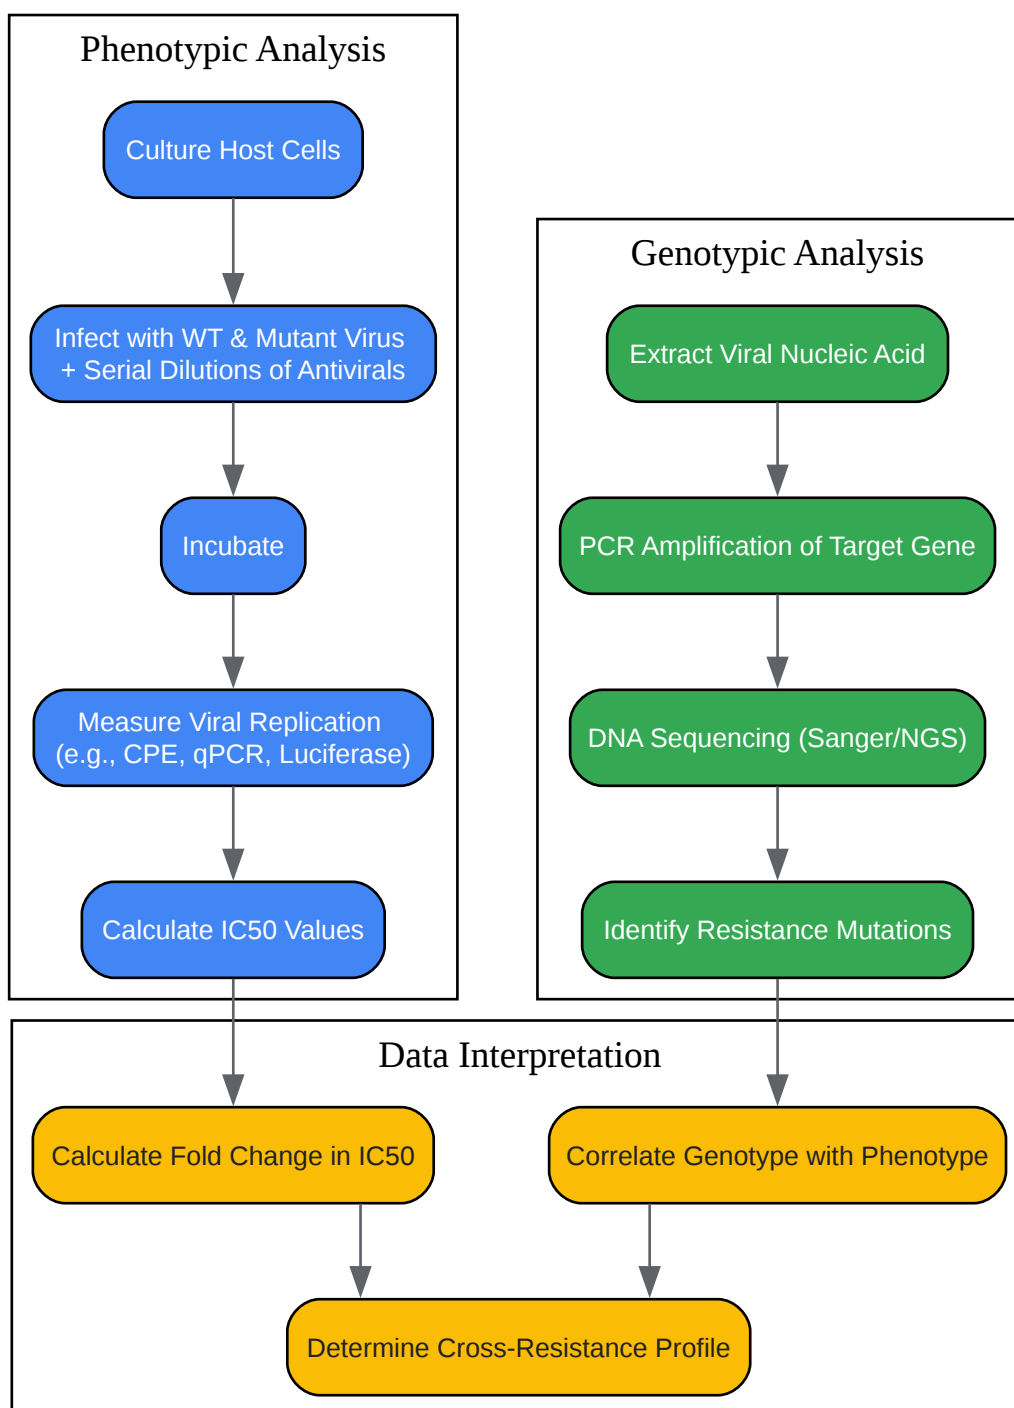 Phenotypic Analysis
Culture Host Cells
Infect with WT & Mutant Virus
+ Serial Dilutions of Antivirals
Incubate
Measure Viral Replication
(e.g., CPE, qPCR, Luciferase)
Calculate IC50 Values
Genotypic Analysis
Extract Viral Nucleic Acid
PCR Amplification of Target Gene
DNA Sequencing (Sanger/NGS)
Identify Resistance Mutations
Data Interpretation
Calculate Fold Change in IC50
Correlate Genotype with Phenotype
Determine Cross-Resistance Profile